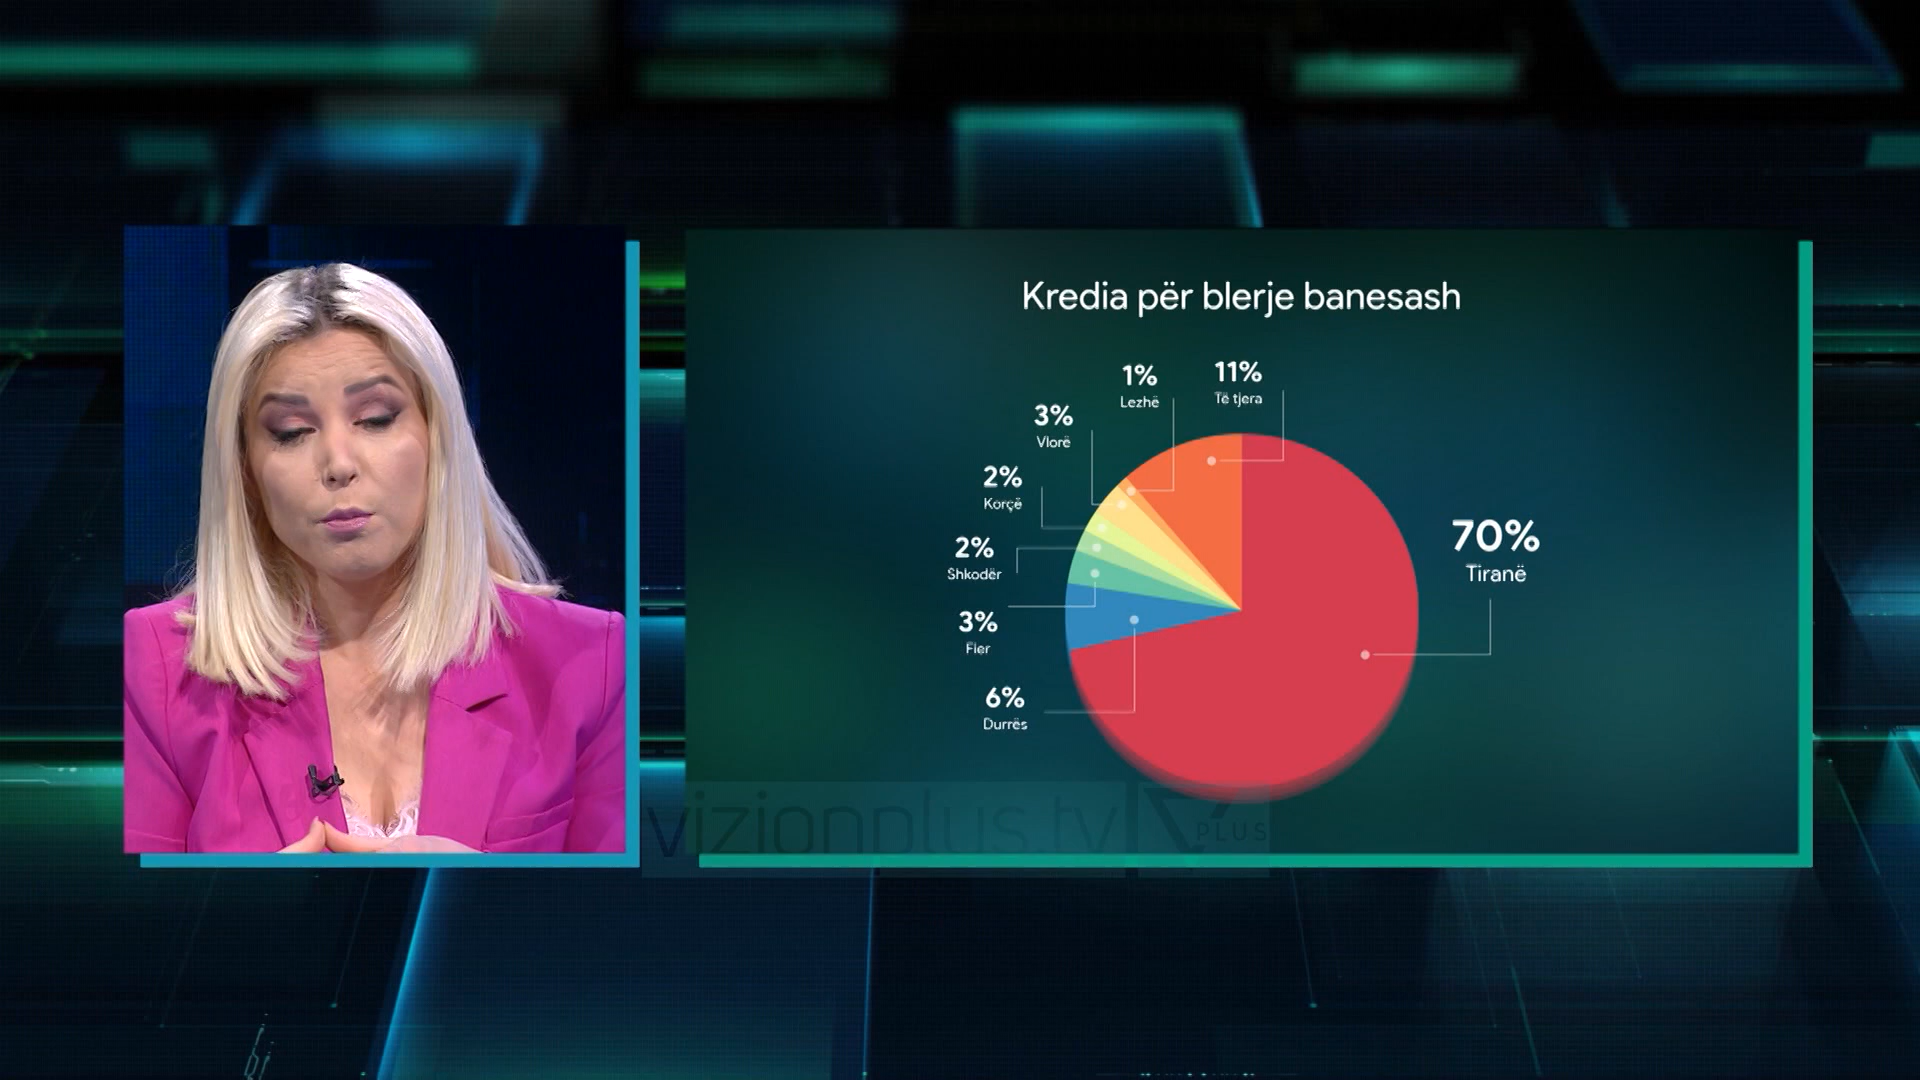 Kredia për blerje banesash
1%
Lezhë
11%
Të tjera
3%
Vlorë
2%
Korçë
2%
Shkodër
3%
Fier
6%
Durrës
70%
Tiranë
vizionplus.tv
PLUS